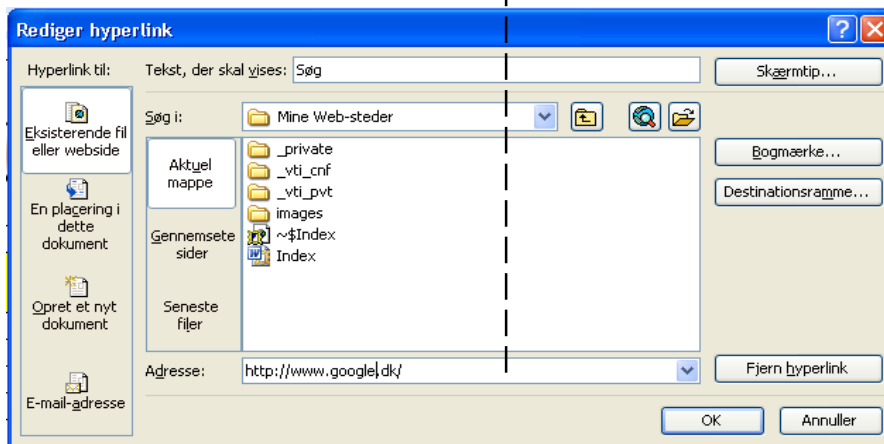 Rediger hyperlink
Hyperlink til:
Tekst, der skal vises:
Søg
Skærmtip...
Eksisterende fil
eller webside
En placering i
dette
dokument
Opret et nyt
dokument
E-mail-adresse
Søg i:
Mine Web-steder
Aktuel
mappe
Gennemsete
sider
Seneste
filer
_private
_vti_cnf
_vti_pvt
images
~$Index
Index
Bogmærke...
Destinationsramme...
Adresse:
http://www.google.dk/
Fjern hyperlink
OK
Annuller